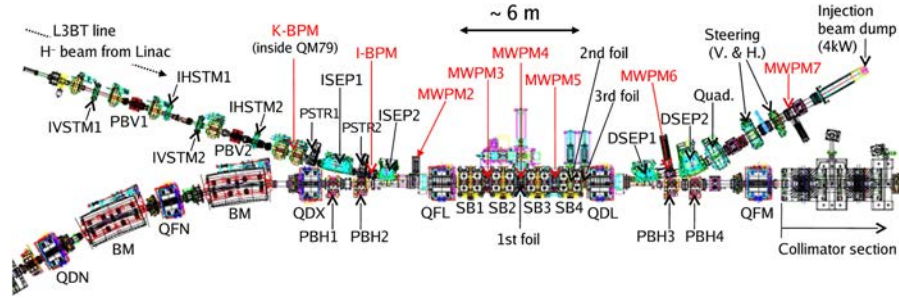 L3BT line
H⁻ beam from Linac
K-BPM
(inside QM79)
I-BPM
~ 6 m
MWPM4
MWPM3
MWPM5
MWPM2
2nd foil
3rd foil
Steering
(V. & H.)
Injection
beam dump
(4kW)
MWPM7
MWPM6
Quad.
DSEP2
DSEP1
IHSTM1
IHSTM2
ISEP1
PSTR1
PSTR2
ISEP2
IVSTM1
PBV1
IVSTM2
PBV2
QDN
BM
QFN
BM
QDX
PBH1
PBH2
QFL
SB1
SB2
SB3
SB4
QDL
1st foil
PBH3
PBH4
QFM
Collimator section